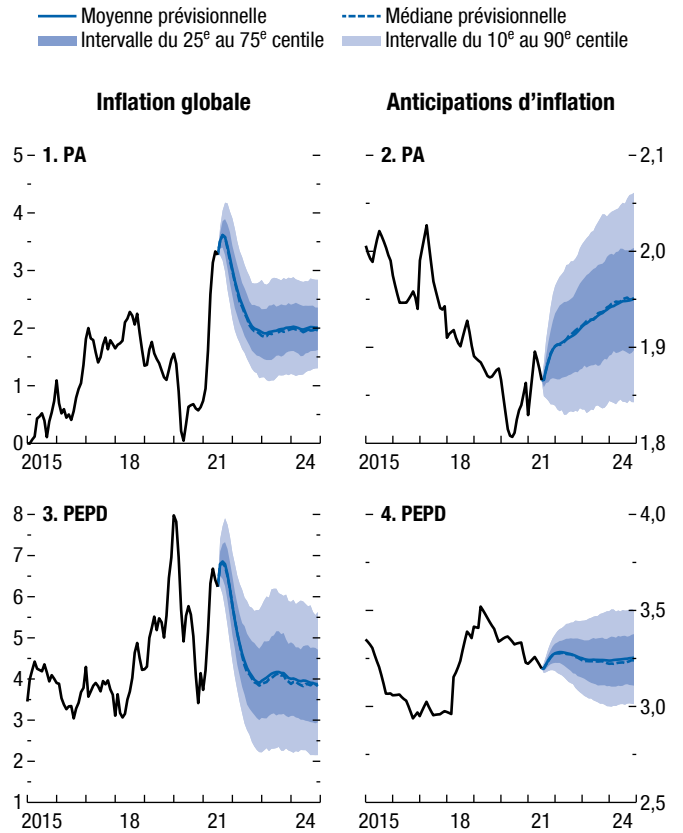 Moyenne prévisionnelle
Médiane prévisionnelle
Intervalle du 25e au 75e centile
Intervalle du 10e au 90e centile
Inflation globale
Anticipations d'inflation
1. PA
5
4
3
2
1
0
2015 18 21 24
2. PA
2,1
2,0
1,9
1,8
2015 18 21 24
3. PEPD
8
7
6
5
4
3
2
1
2015 18 21 24
4. PEPD
4,0
3,5
3,0
2,5
2015 18 21 24